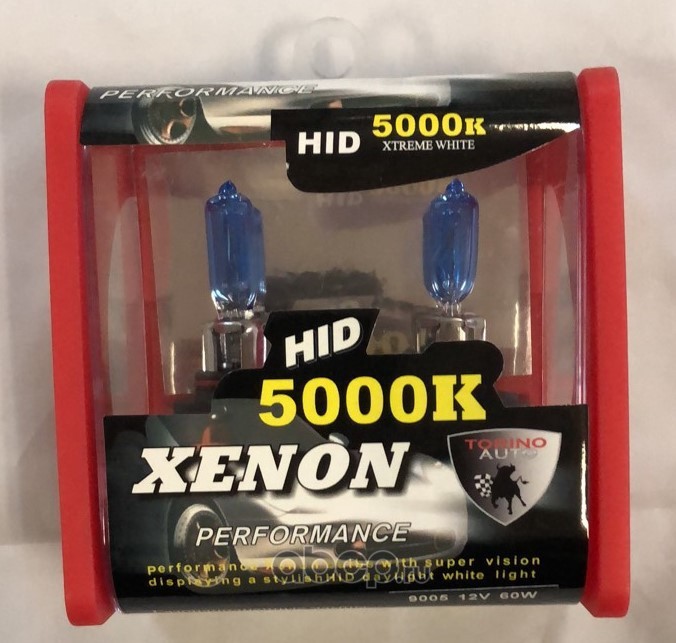 PERFORMANCE
HID 5000K
XTREME WHITE
HID
5000K
XENON
TORINO
AUTO
PERFORMANCE
performance with super vision
displaying a stylish HID daylight white light
9005 12V 60W